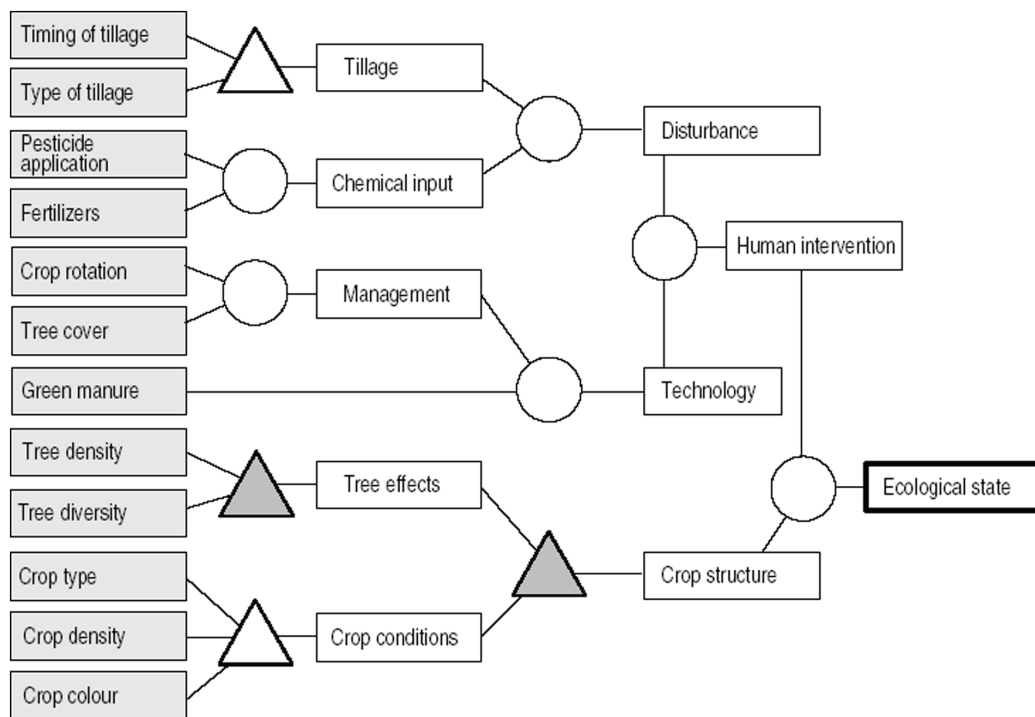 Timing of tillage
Type of tillage
Tillage
Pesticide
application
Fertilizers
Chemical input
Disturbance
Crop rotation
Tree cover
Management
Green manure
Technology
Human intervention
Tree density
Tree diversity
Tree effects
Crop type
Crop density
Crop colour
Crop conditions
Crop structure
Ecological state